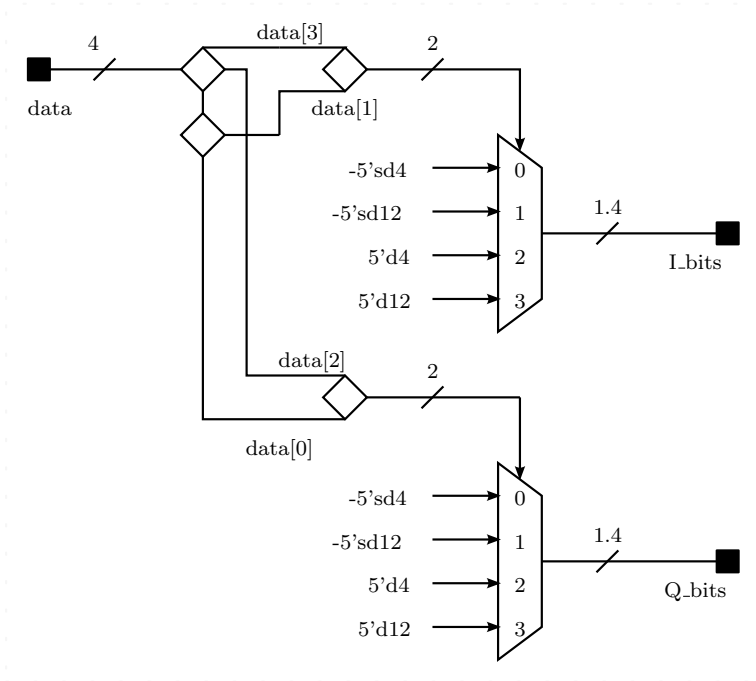 data[3]
4
2
data
data[1]
-5'sd4
0
-5'sd12
1
1.4
5'd4
2
I_bits
5'd12
3
data[2]
2
data[0]
-5'sd4
0
-5'sd12
1
1.4
5'd4
2
Q_bits
5'd12
3